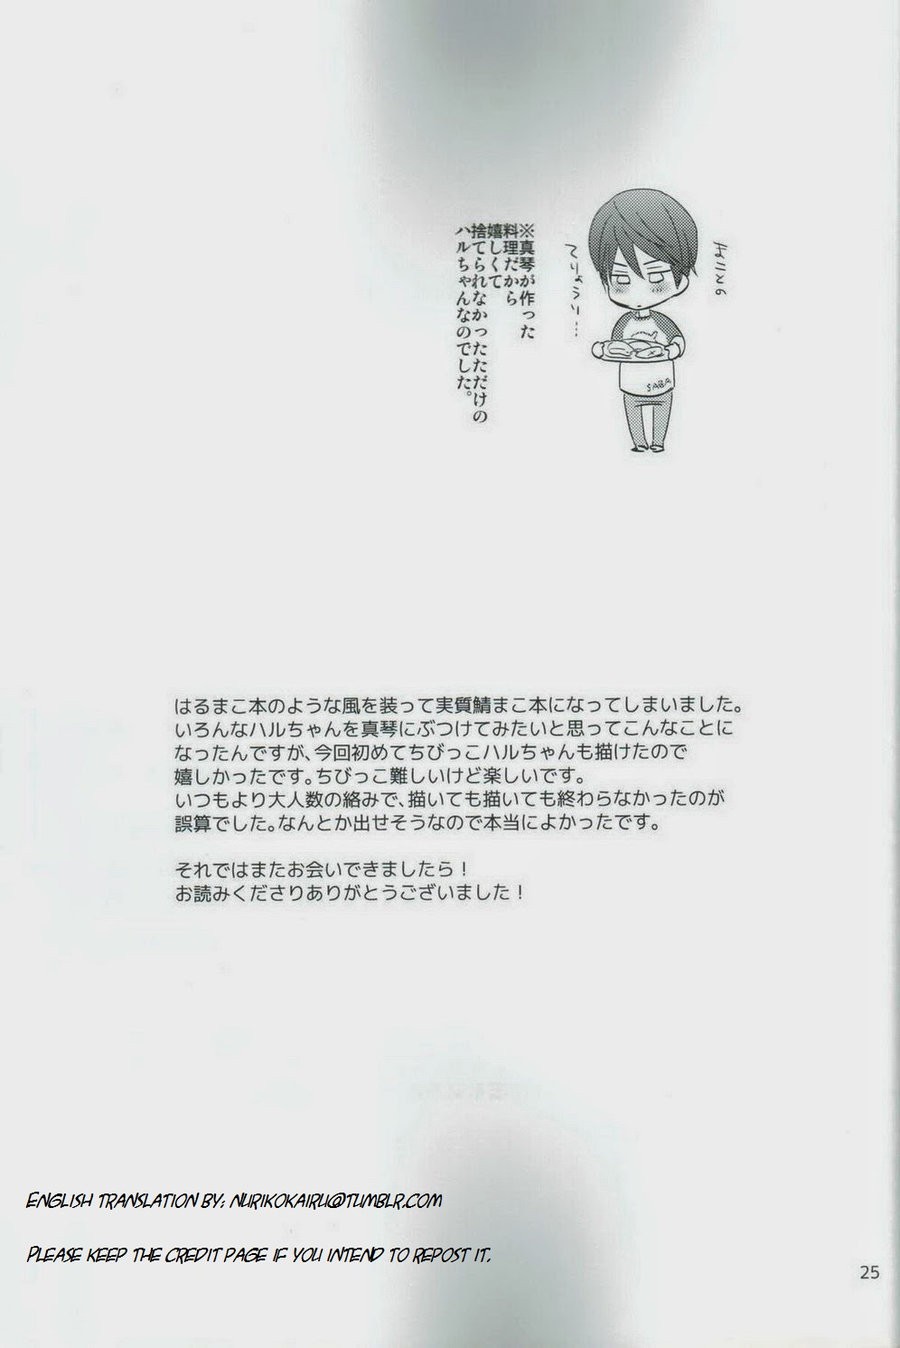 まことの
てりょうり…
SABA
※真琴が作った
料理だから
嬉しくて
捨てられなかっただけの
ハルちゃんなのでした。
はるまこ本のような風を装って実質鯖まこ本になってしまいました。
いろんなハルちゃんを真琴にぶつけてみたいと思ってこんなことに
なったんですが、今回初めてちびっこハルちゃんも描けたので
嬉しかったです。ちびっこ難しいけど楽しいです。
いつもより大人数の絡みで、描いても描いても終わらなかったのが
誤算でした。なんとか出せそうなので本当によかったです。
それではまたお会いできましたら！
お読みくださりありがとうございました！
ENGLISH TRANSLATION BY: NURIKOKAIRU@TUMBLR.COM
PLEASE KEEP THE CREDIT PAGE IF YOU INTEND TO REPOST IT.
25